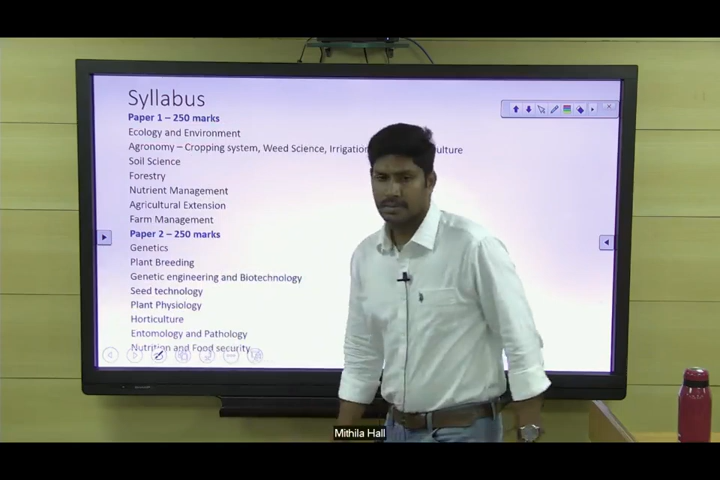 Syllabus
Paper 1 – 250 marks
Ecology and Environment
Agronomy – Cropping system, Weed Science, Irrigation
Soil Science
Forestry
Nutrient Management
Agricultural Extension
Farm Management
Paper 2 – 250 marks
Genetics
Plant Breeding
Genetic engineering and Biotechnology
Seed technology
Plant Physiology
Horticulture
Entomology and Pathology
Nutrition and Food security
Mithila Hall